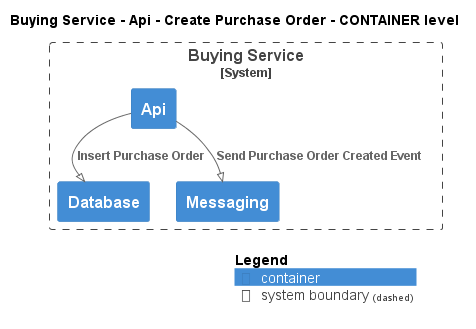 Buying Service - Api - Create Purchase Order - CONTAINER level
Buying Service
[System]
Api
Insert Purchase Order
Send Purchase Order Created Event
Database
Messaging
Legend
container
system boundary (dashed)